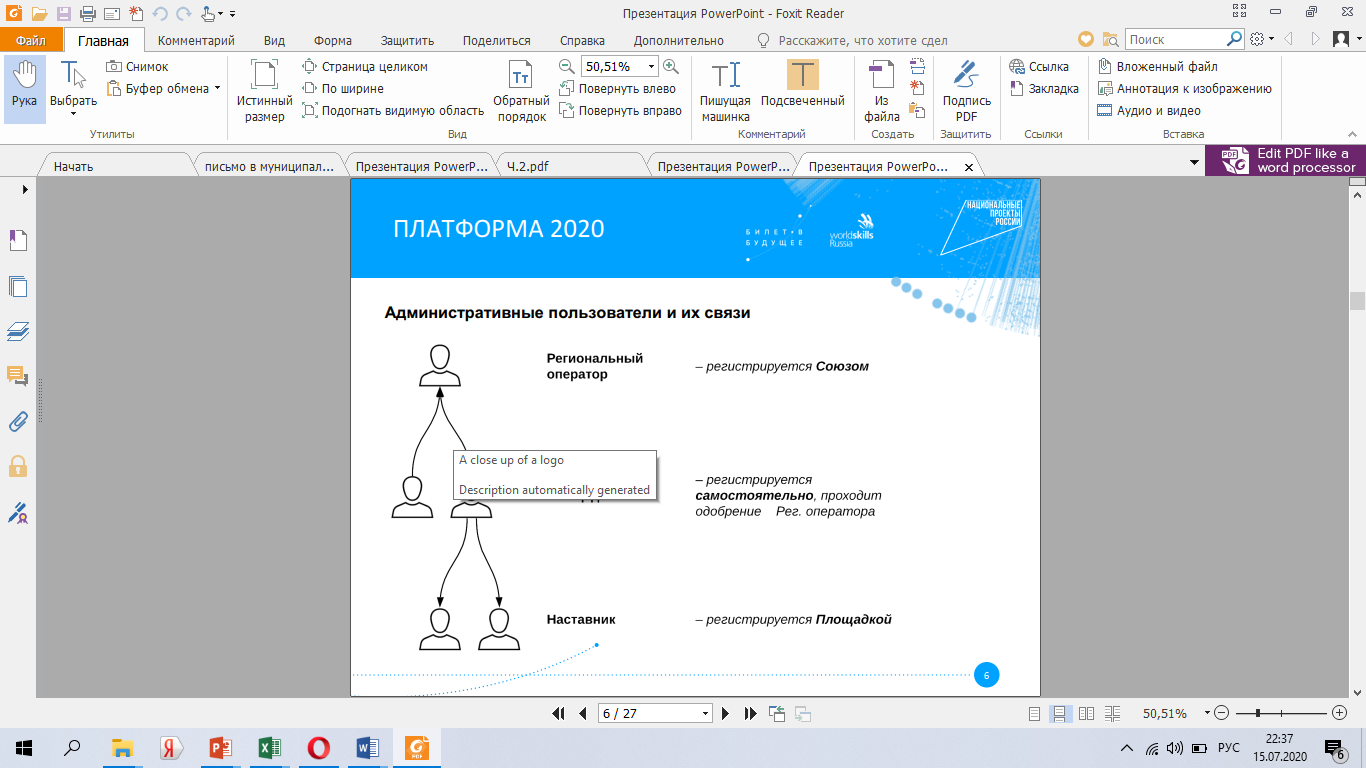 Презентация PowerPoint - Foxit Reader
Файл
Главная
Комментарий
Вид
Форма
Защитить
Поделиться
Справка
Дополнительно
Расскажите, что хотите сдел
Поиск
Рука
Выбрать
Снимок
Буфер обмена
Утилиты
Истинный
размер
Страница целиком
По ширине
Подогнать видимую область
Обратный
порядок
50,51%
Повернуть влево
Повернуть вправо
Вид
Пишущая
машинка
Подсвеченный
Комментарий
Из
файла
Создать
Подпись
PDF
Защитить
Ссылка
Закладка
Ссылки
Вложенный файл
Аннотация к изображению
Аудио и видео
Вставка
Начать
письмо в муниципал...
Презентация PowerP...
Ч.2.pdf
Презентация PowerP...
Презентация PowerPo...
Edit PDF like a
word processor
ПЛАТФОРМА 2020
БИЛЕТ В
БУДУЩЕЕ
worldskills
Russia
НАЦИОНАЛЬНЫЕ
ПРОЕКТЫ
РОССИИ
Административные пользователи и их связи
Региональный
оператор
– регистрируется Союзом
A close up of a logo
Description automatically generated
– регистрируется
самостоятельно, проходит
одобрение Рег. оператора
Наставник
– регистрируется Площадкой
6
6 / 27
50,51%
РУС
22:37
15.07.2020
6